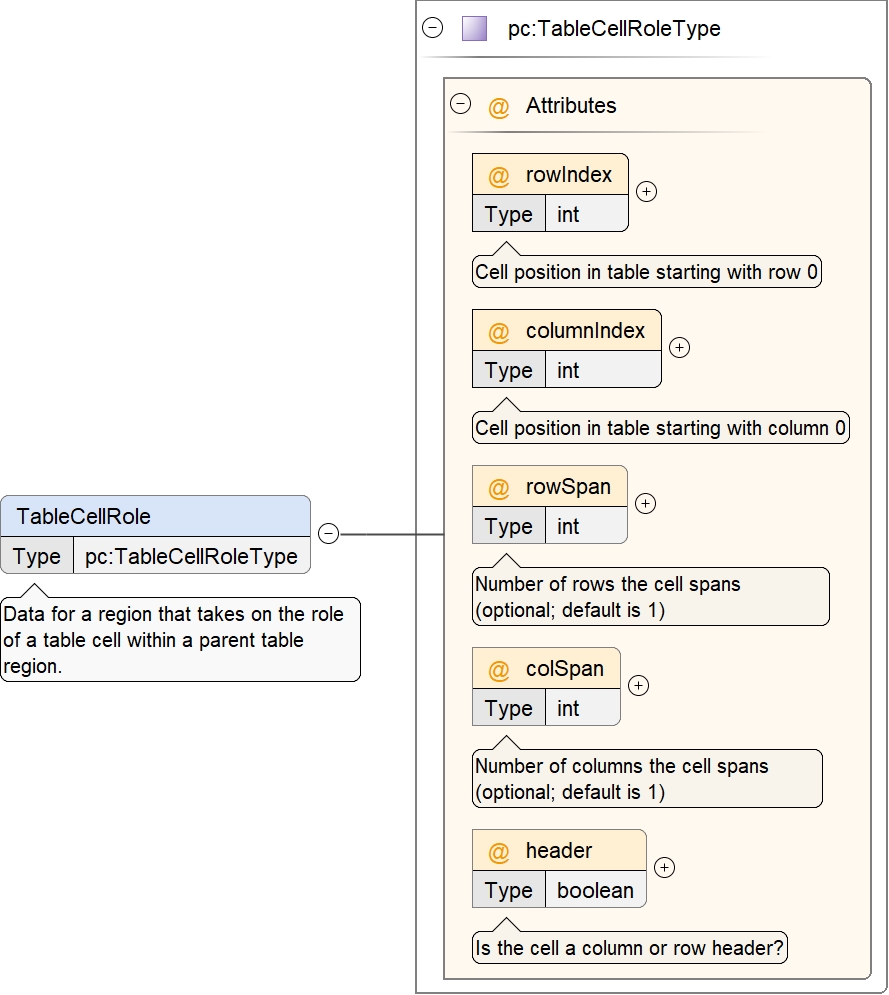 pc:TableCellRoleType
@ Attributes
@ rowIndex
Type int
Cell position in table starting with row 0
@ columnIndex
Type int
Cell position in table starting with column 0
@ rowSpan
Type int
Number of rows the cell spans
(optional; default is 1)
@ colSpan
Type int
Number of columns the cell spans
(optional; default is 1)
@ header
Type boolean
Is the cell a column or row header?
TableCellRole
Type pc:TableCellRoleType
Data for a region that takes on the role
of a table cell within a parent table
region.